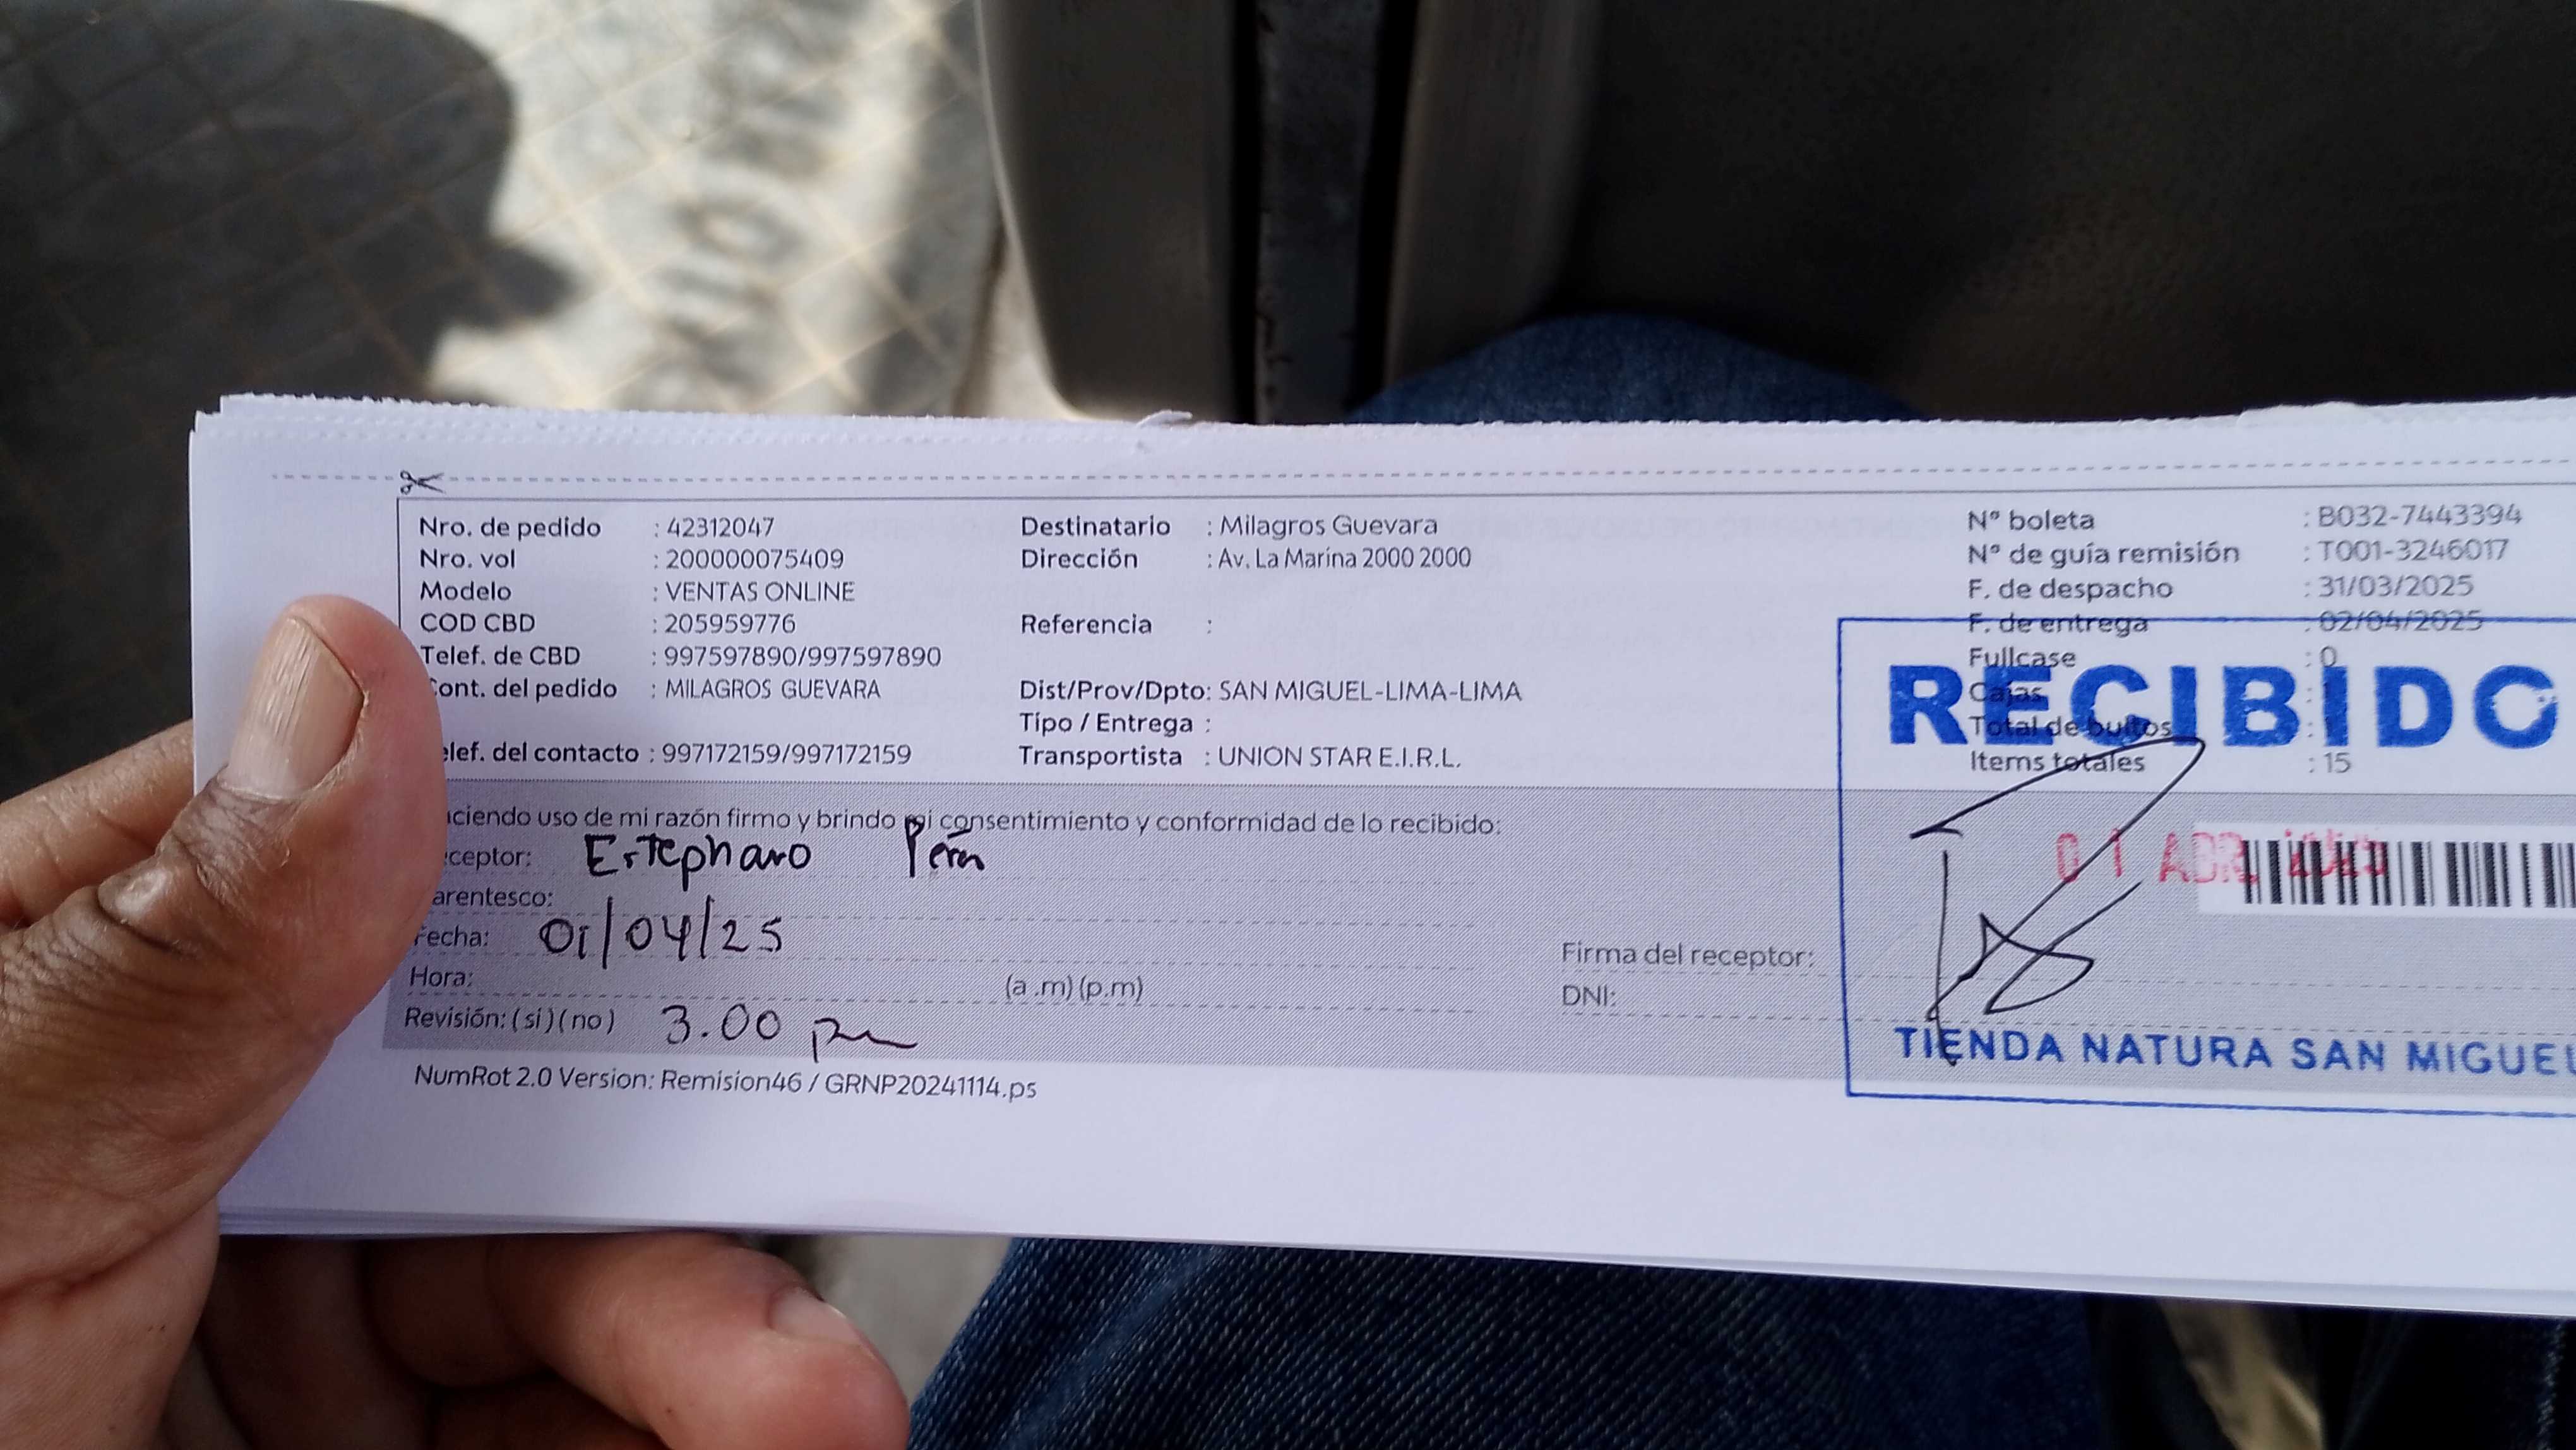 Nro. de pedido : 42312047
Nro. vol : 200000075409
Modelo : VENTAS ONLINE
COD CBD : 205959776
Telef. de CBD : 997597890/997597890
ont. del pedido : MILAGROS GUEVARA
elef. del contacto : 997172159/997172159
Destinatario : Milagros Guevara
Dirección : Av. La Marina 2000 2000
Referencia :
Dist/Prov/Dpto: SAN MIGUEL-LIMA-LIMA
Tipo / Entrega :
Transportista : UNION STAR E.I.R.L.
N° boleta : B032-7443394
N° de guía remisión : T001-3246017
F. de despacho : 31/03/2025
F. de entrega : 02/04/2025
Fullcase : 0
Cajas :
Total de bultos :
Items totales : 15
RECIBIDO
01 ABR 2025
TIENDA NATURA SAN MIGUEL
ciendo uso de mi razón firmo y brindo mi consentimiento y conformidad de lo recibido:
ceptor: Estephano
arentesco:
Fecha: 01/04/25
Hora: (a .m) (p.m)
Revisión: ( si ) ( no ) 3.00 pm
Firma del receptor:
DNI:
NumRot 2.0 Version: Remision46 / GRNP20241114.ps